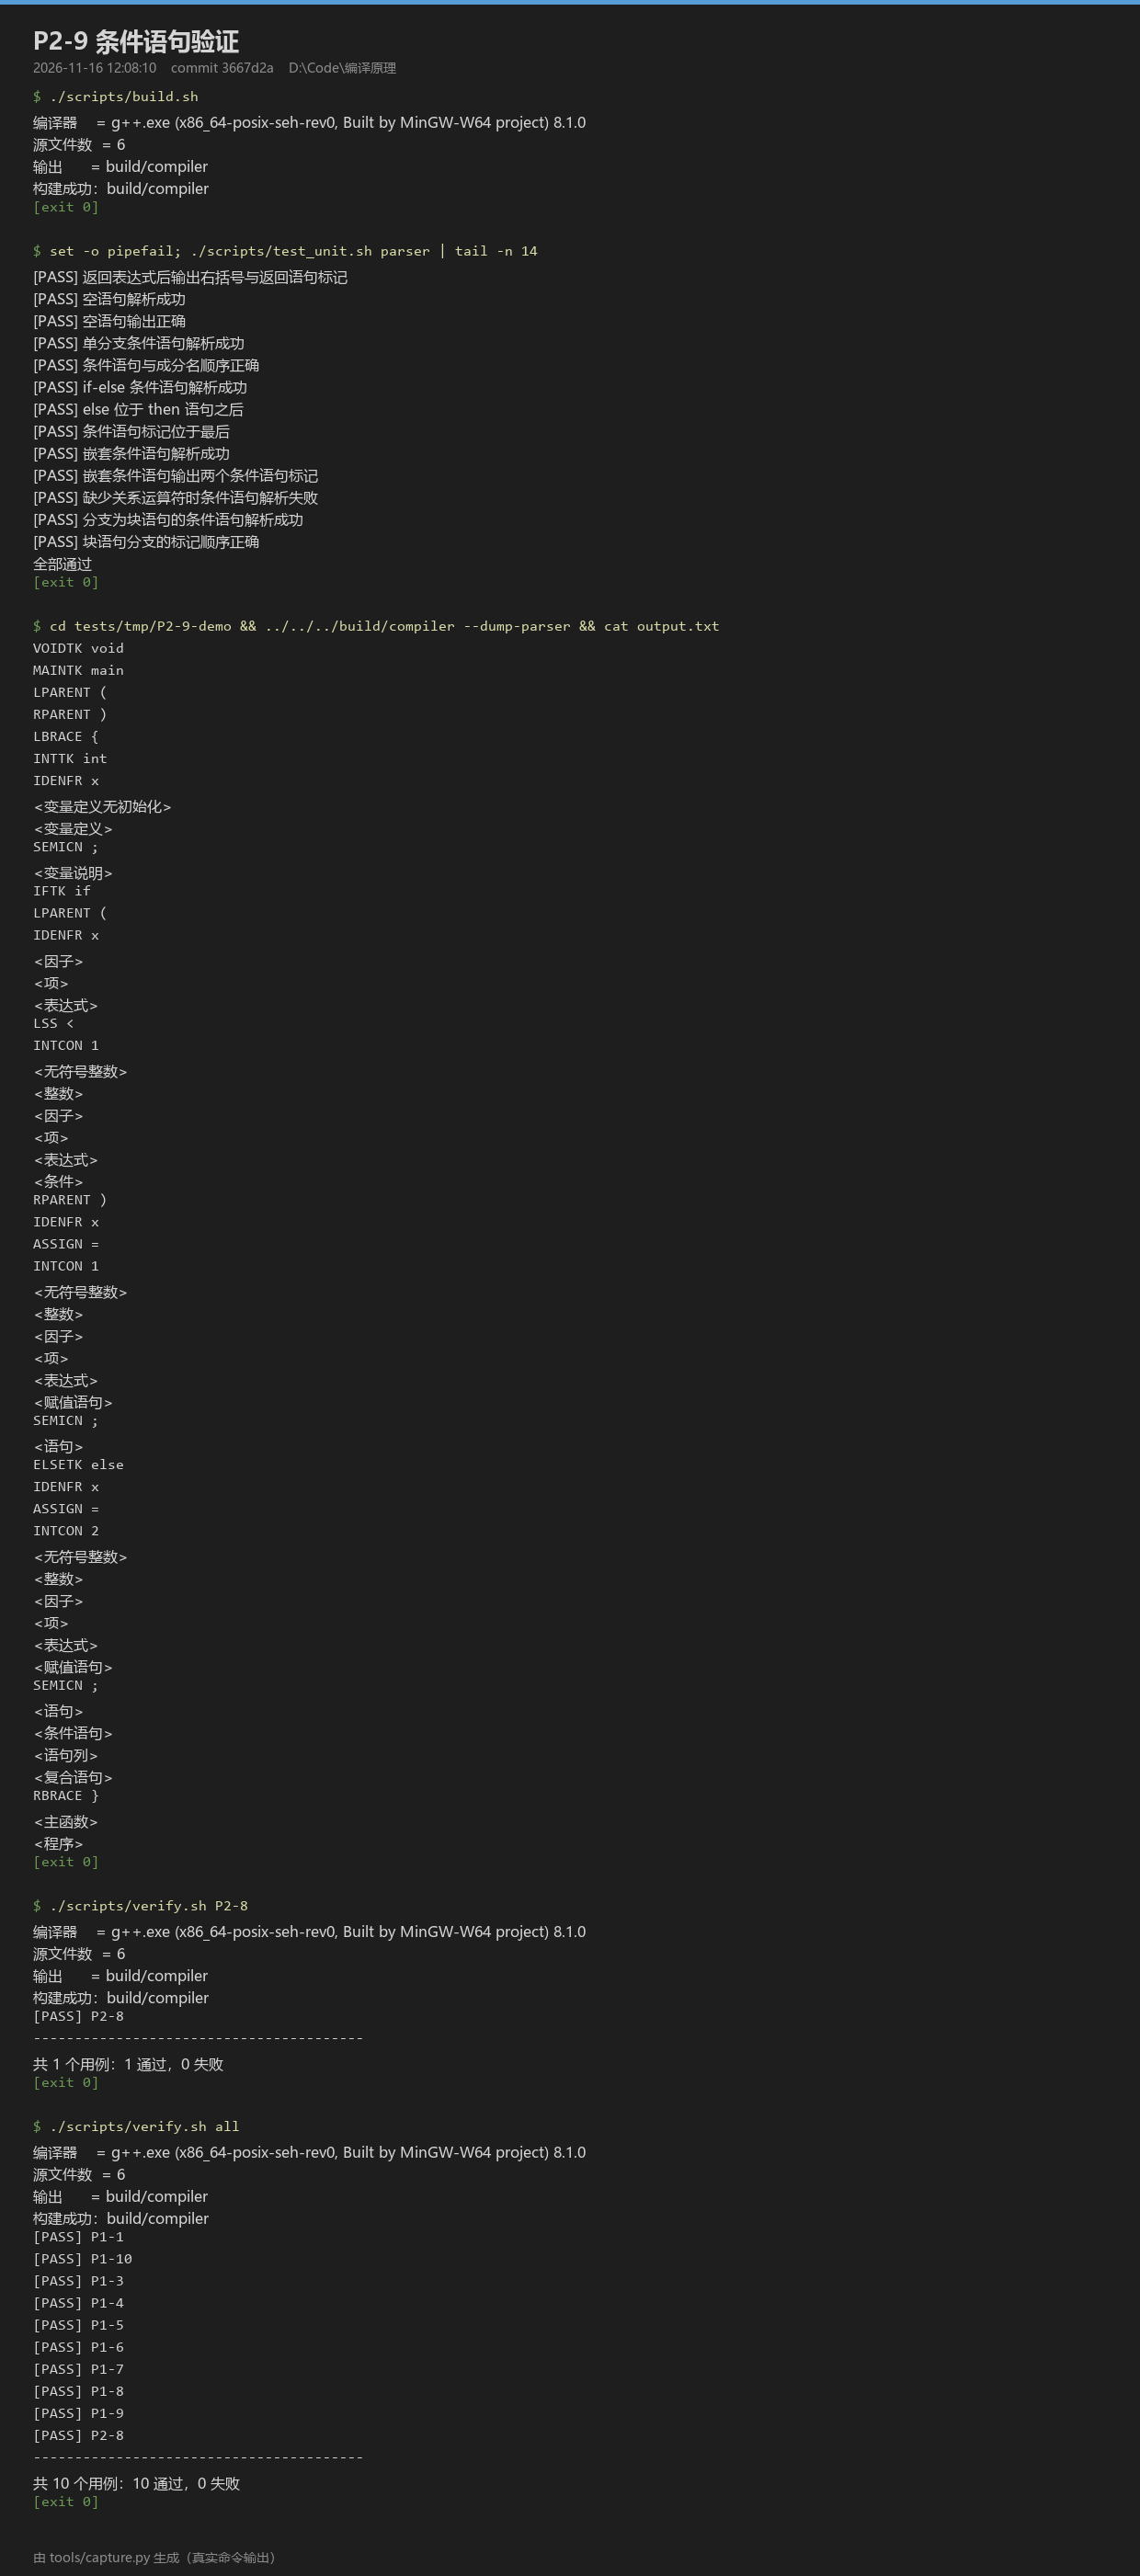 P2-9 条件语句验证
2026-11-16 12:08:10 commit 3667d2a D:\Code\编译原理
$ ./scripts/build.sh
编译器 = g++.exe (x86_64-posix-seh-rev0, Built by MinGW-W64 project) 8.1.0
源文件数 = 6
输出 = build/compiler
构建成功：build/compiler
[exit 0]
$ set -o pipefail; ./scripts/test_unit.sh parser | tail -n 14
[PASS] 返回表达式后输出右括号与返回语句标记
[PASS] 空语句解析成功
[PASS] 空语句输出正确
[PASS] 单分支条件语句解析成功
[PASS] 条件语句与成分名顺序正确
[PASS] if-else 条件语句解析成功
[PASS] else 位于 then 语句之后
[PASS] 条件语句标记位于最后
[PASS] 嵌套条件语句解析成功
[PASS] 嵌套条件语句输出两个条件语句标记
[PASS] 缺少关系运算符时条件语句解析失败
[PASS] 分支为块语句的条件语句解析成功
[PASS] 块语句分支的标记顺序正确
全部通过
[exit 0]
$ cd tests/tmp/P2-9-demo && ../../../build/compiler --dump-parser && cat output.txt
VOIDTK void
MAINTK main
LPARENT (
RPARENT )
LBRACE {
INTTK int
IDENFR x
<变量定义无初始化>
<变量定义>
SEMICN ;
<变量说明>
IFTK if
LPARENT (
IDENFR x
<因子>
<项>
<表达式>
LSS <
INTCON 1
<无符号整数>
<整数>
<因子>
<项>
<表达式>
<条件>
RPARENT )
IDENFR x
ASSIGN =
INTCON 1
<无符号整数>
<整数>
<因子>
<项>
<表达式>
<赋值语句>
SEMICN ;
<语句>
ELSETK else
IDENFR x
ASSIGN =
INTCON 2
<无符号整数>
<整数>
<因子>
<项>
<表达式>
<赋值语句>
SEMICN ;
<语句>
<条件语句>
<语句列>
<复合语句>
RBRACE }
<主函数>
<程序>
[exit 0]
$ ./scripts/verify.sh P2-8
编译器 = g++.exe (x86_64-posix-seh-rev0, Built by MinGW-W64 project) 8.1.0
源文件数 = 6
输出 = build/compiler
构建成功：build/compiler
[PASS] P2-8
----------------------------------------
共 1 个用例：1 通过，0 失败
[exit 0]
$ ./scripts/verify.sh all
编译器 = g++.exe (x86_64-posix-seh-rev0, Built by MinGW-W64 project) 8.1.0
源文件数 = 6
输出 = build/compiler
构建成功：build/compiler
[PASS] P1-1
[PASS] P1-10
[PASS] P1-3
[PASS] P1-4
[PASS] P1-5
[PASS] P1-6
[PASS] P1-7
[PASS] P1-8
[PASS] P1-9
[PASS] P2-8
----------------------------------------
共 10 个用例：10 通过，0 失败
[exit 0]
由 tools/capture.py 生成（真实命令输出）